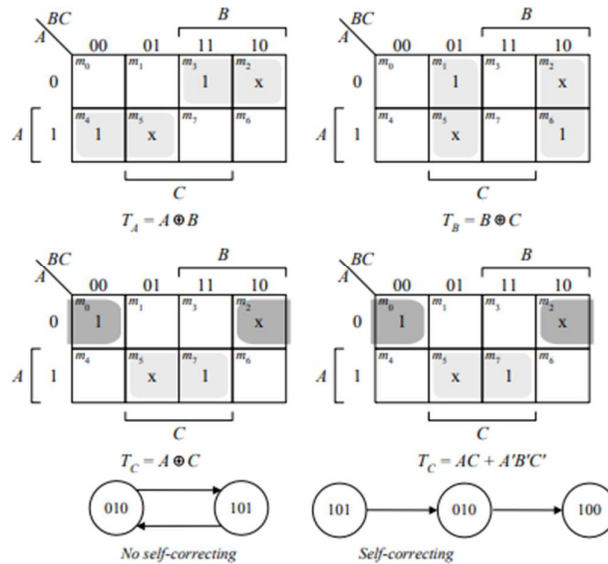 B B
BC BC
A 00 01 11 10 A 00 01 11 10
m0 m1 m3 m2 m0 m1 m3 m2
0 1 x 0 1 x
m4 m5 m7 m6 m4 m5 m7 m6
A 1 1 x A 1 x 1
C C
T_A = A ⊕ B T_B = B ⊕ C
B B
BC BC
A 00 01 11 10 A 00 01 11 10
m0 m1 m3 m2 m0 m1 m3 m2
0 1 x 0 1 x
m4 m5 m7 m6 m4 m5 m7 m6
A 1 x 1 A 1 x 1
C C
T_C = A ⊕ C T_C = AC + A'B'C'
010 101 101 010 100
No self-correcting Self-correcting